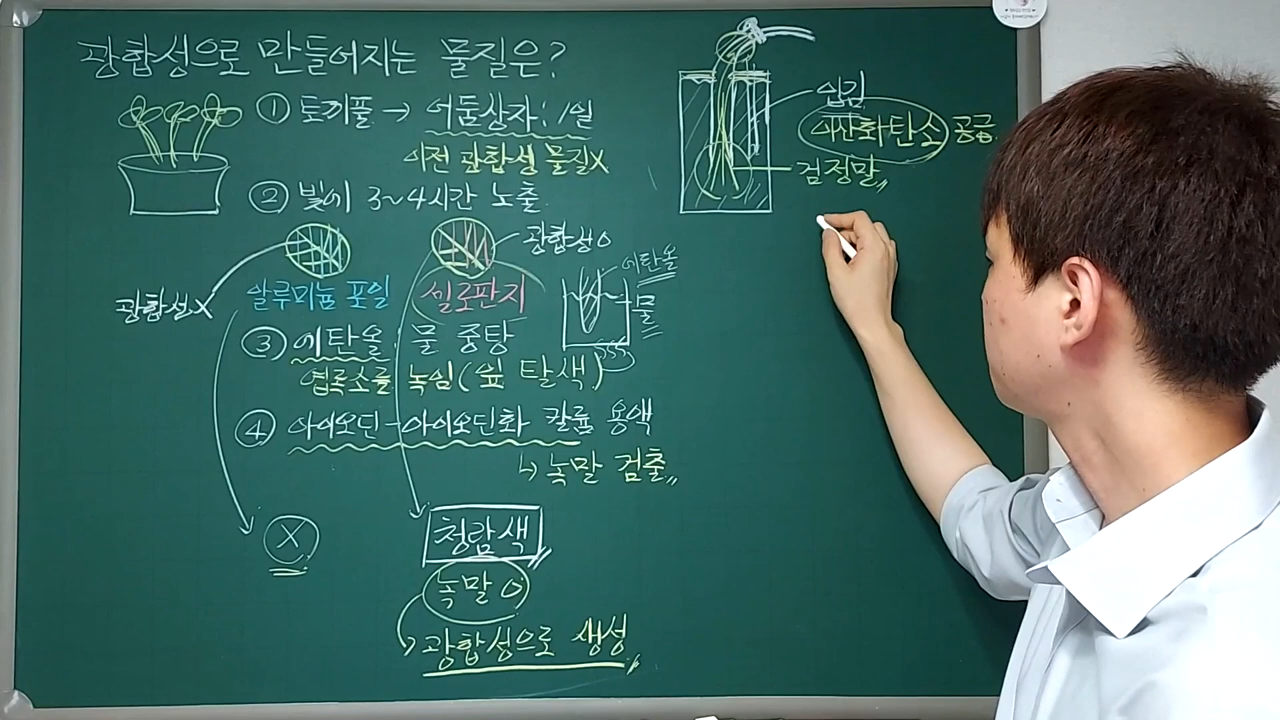 광합성으로 만들어지는 물질은?
① 토끼풀 → 어둠상자: 1일
이전 광합성 물질X
② 빛에 3~4시간 노출
광합성X
알루미늄 포일
셀로판지
광합성O
에탄올
물
③ 에탄올 물 중탕
엽록소를 녹임(잎 탈색)
④ 아이오딘-아이오딘화 칼륨 용액
↳ 녹말 검출
X
청람색
녹말 O
→ 광합성으로 생성
입김
이산화탄소 공급
검정말